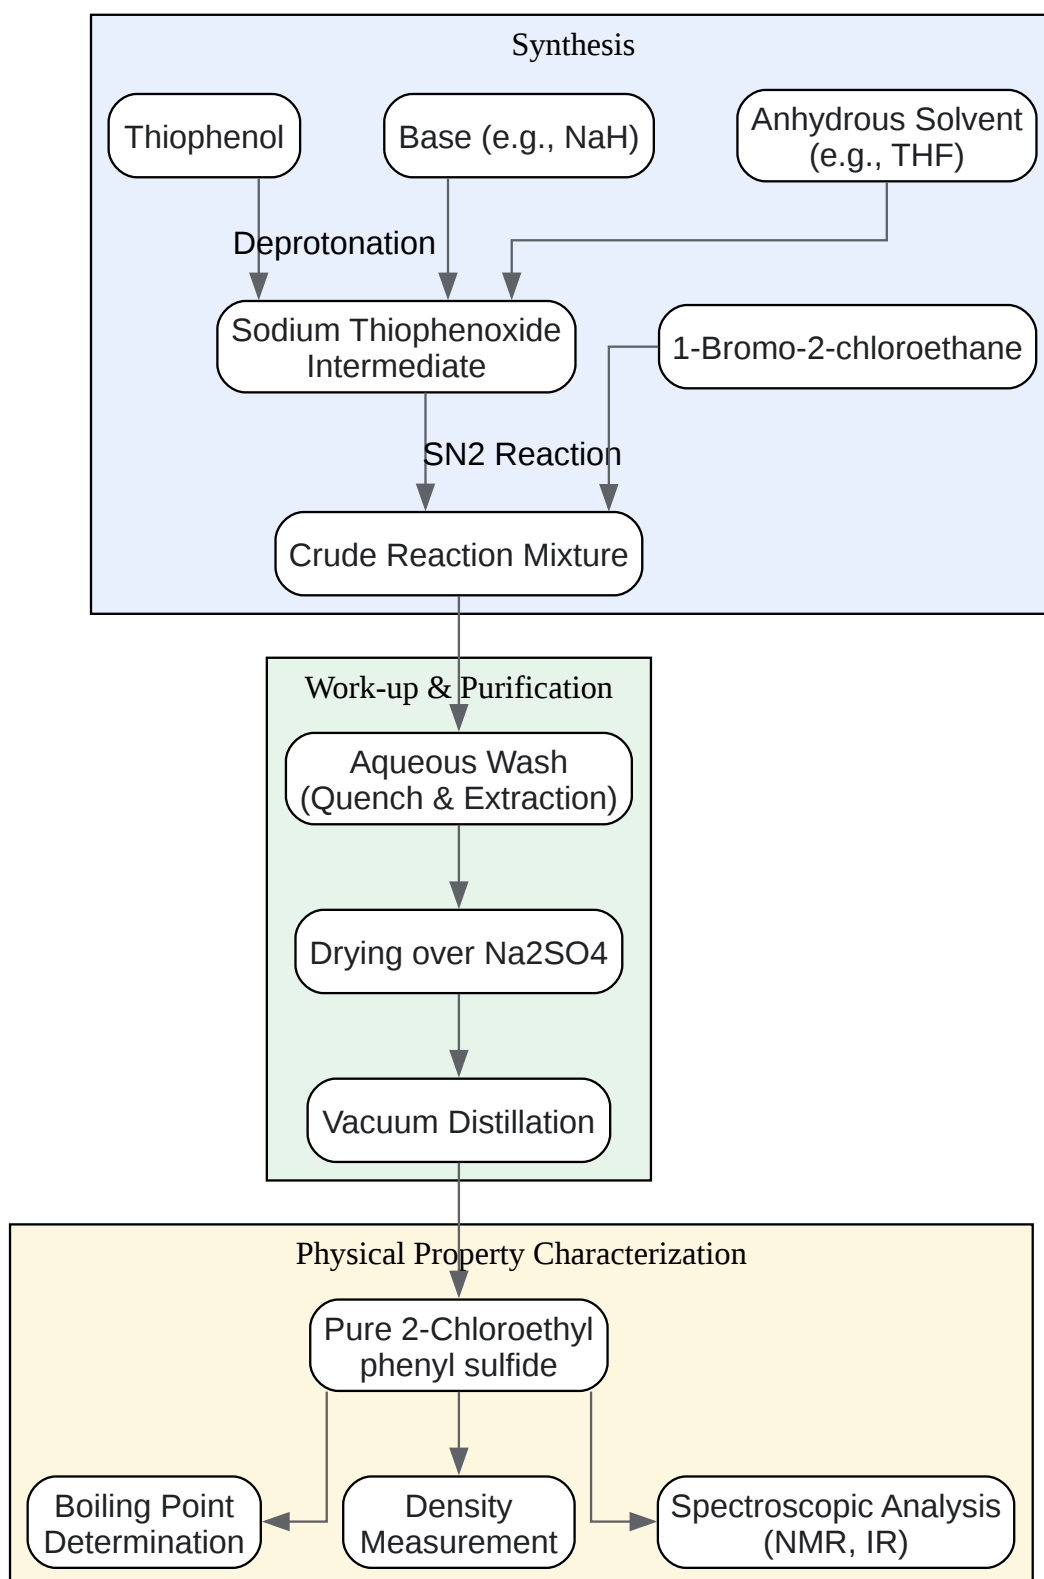 Synthesis
Thiophenol
Base (e.g., NaH)
Anhydrous Solvent
(e.g., THF)
Deprotonation
Sodium Thiophenoxide
Intermediate
1-Bromo-2-chloroethane
SN2 Reaction
Crude Reaction Mixture
Work-up & Purification
Aqueous Wash
(Quench & Extraction)
Drying over Na2SO4
Vacuum Distillation
Physical Property Characterization
Pure 2-Chloroethyl
phenyl sulfide
Boiling Point
Determination
Density
Measurement
Spectroscopic Analysis
(NMR, IR)